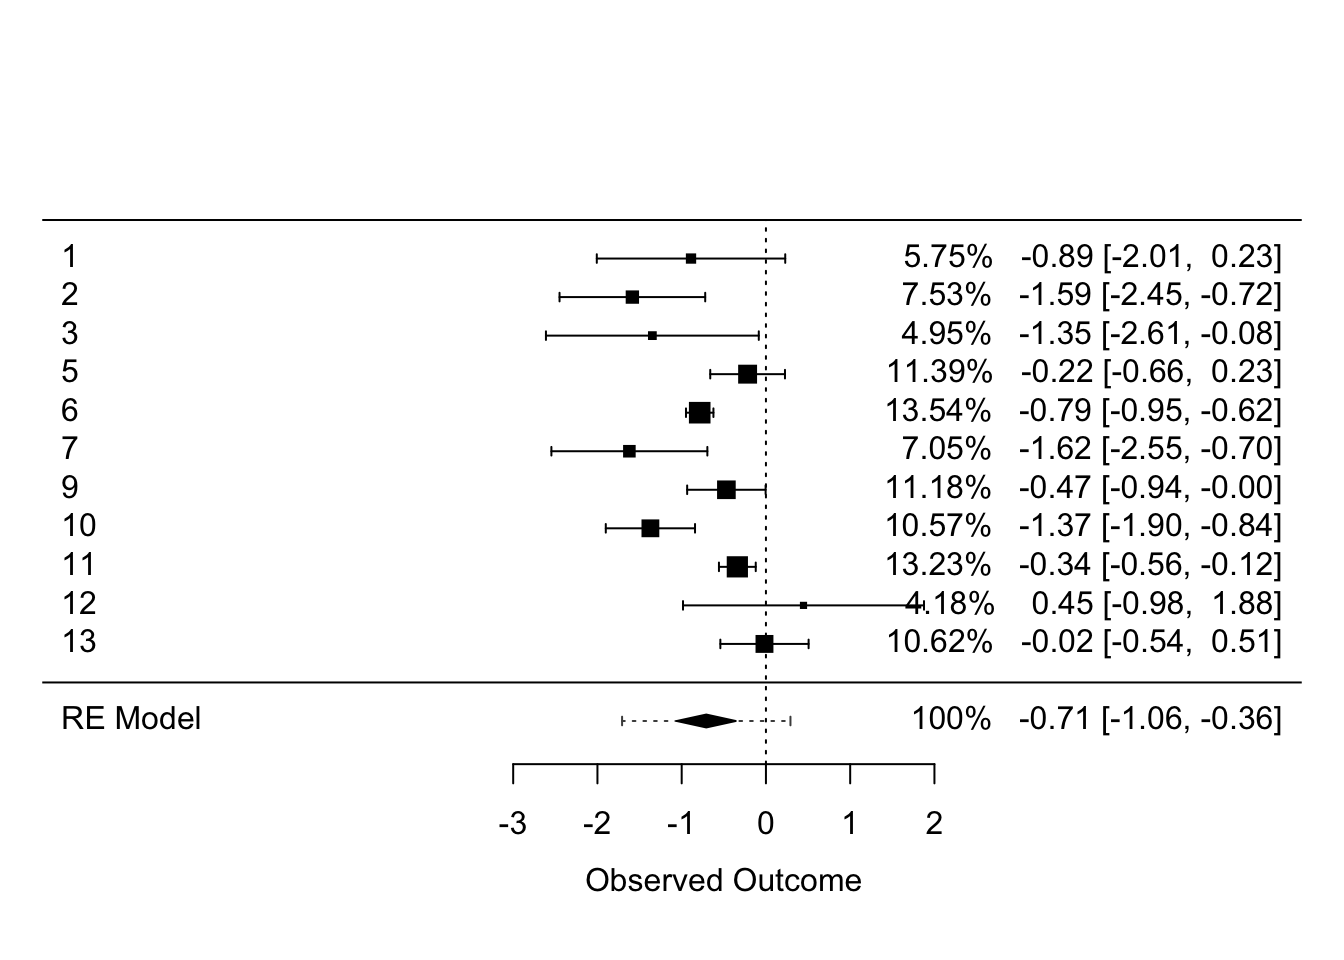 1 5.75% -0.89 [-2.01, 0.23]
2 7.53% -1.59 [-2.45, -0.72]
3 4.95% -1.35 [-2.61, -0.08]
5 11.39% -0.22 [-0.66, 0.23]
6 13.54% -0.79 [-0.95, -0.62]
7 7.05% -1.62 [-2.55, -0.70]
9 11.18% -0.47 [-0.94, -0.00]
10 10.57% -1.37 [-1.90, -0.84]
11 13.23% -0.34 [-0.56, -0.12]
12 4.18% 0.45 [-0.98, 1.88]
13 10.62% -0.02 [-0.54, 0.51]
RE Model 100% -0.71 [-1.06, -0.36]
-3 -2 -1 0 1 2
Observed Outcome